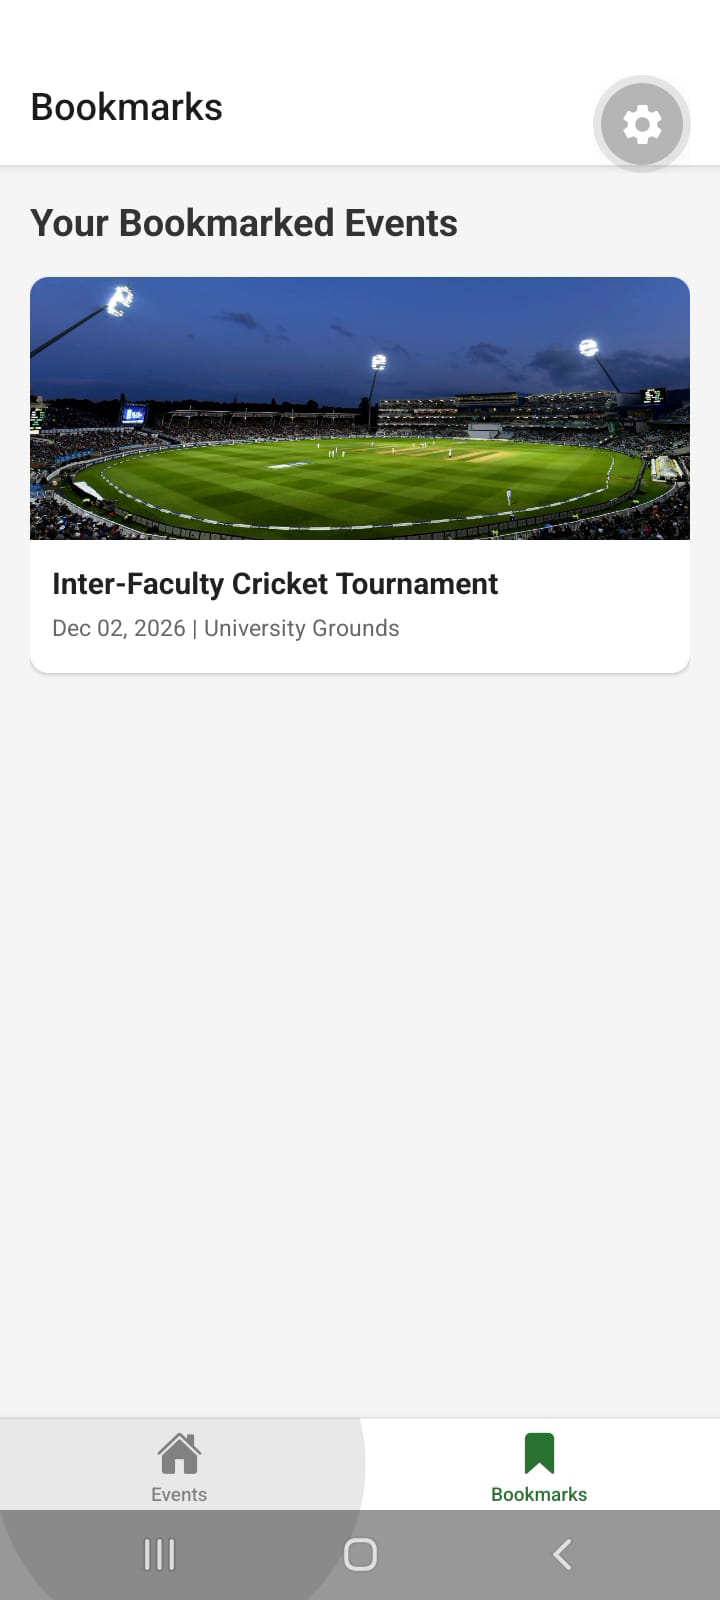 Bookmarks
Your Bookmarked Events
Inter-Faculty Cricket Tournament
Dec 02, 2026 | University Grounds
Events
Bookmarks